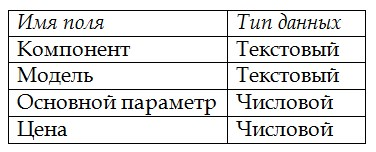 Имя поля Тип данных
Компонент Текстовый
Модель Текстовый
Основной параметр Числовой
Цена Числовой